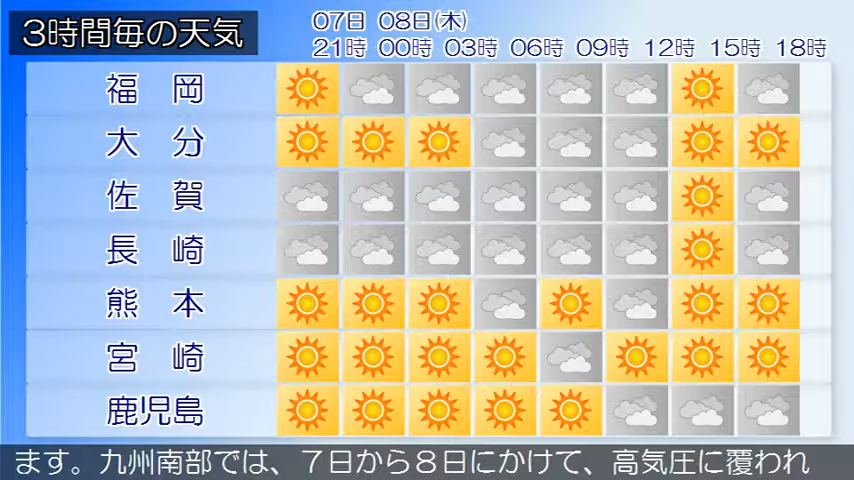 3時間毎の天気
07日 08日(木)
21時 00時 03時 06時 09時 12時 15時 18時
福岡
大分
佐賀
長崎
熊本
宮崎
鹿児島
ます。九州南部では、７日から８日にかけて、高気圧に覆われ